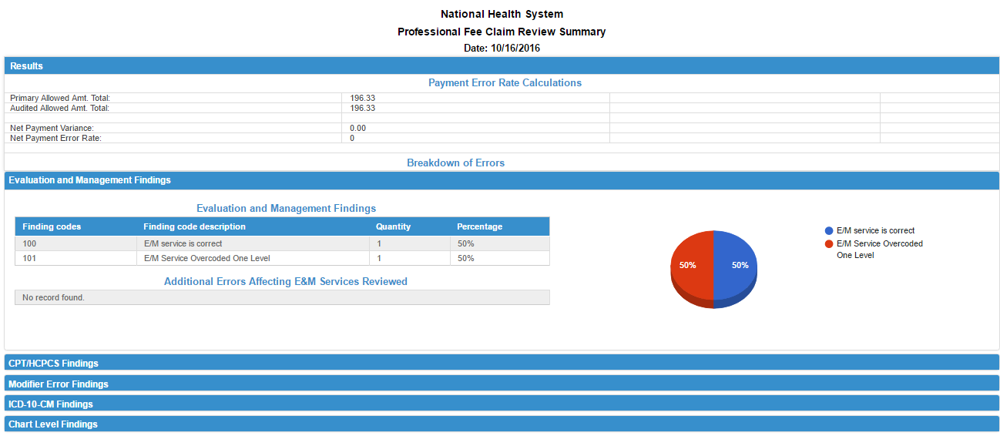 National Health System
Professional Fee Claim Review Summary
Date: 10/16/2016
Results
Payment Error Rate Calculations
Primary Allowed Amt. Total: 196.33
Audited Allowed Amt. Total: 196.33
Net Payment Variance: 0.00
Net Payment Error Rate: 0
Breakdown of Errors
Evaluation and Management Findings
Evaluation and Management Findings
Finding codes Finding code description Quantity Percentage
100 E/M service is correct 1 50%
101 E/M Service Overcoded One Level 1 50%
Additional Errors Affecting E&M Services Reviewed
No record found.
50% 50%
E/M service is correct
E/M Service Overcoded
One Level
CPT/HCPCS Findings
Modifier Error Findings
ICD-10-CM Findings
Chart Level Findings